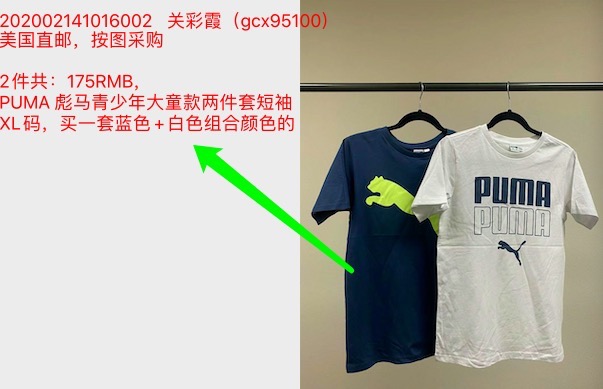 202002141016002 关彩霞（gcx95100）
美国直邮，按图采购
2件共：175RMB,
PUMA 彪马青少年大童款两件套短袖
XL码，买一套蓝色+白色组合颜色的
PUMA
PUMA